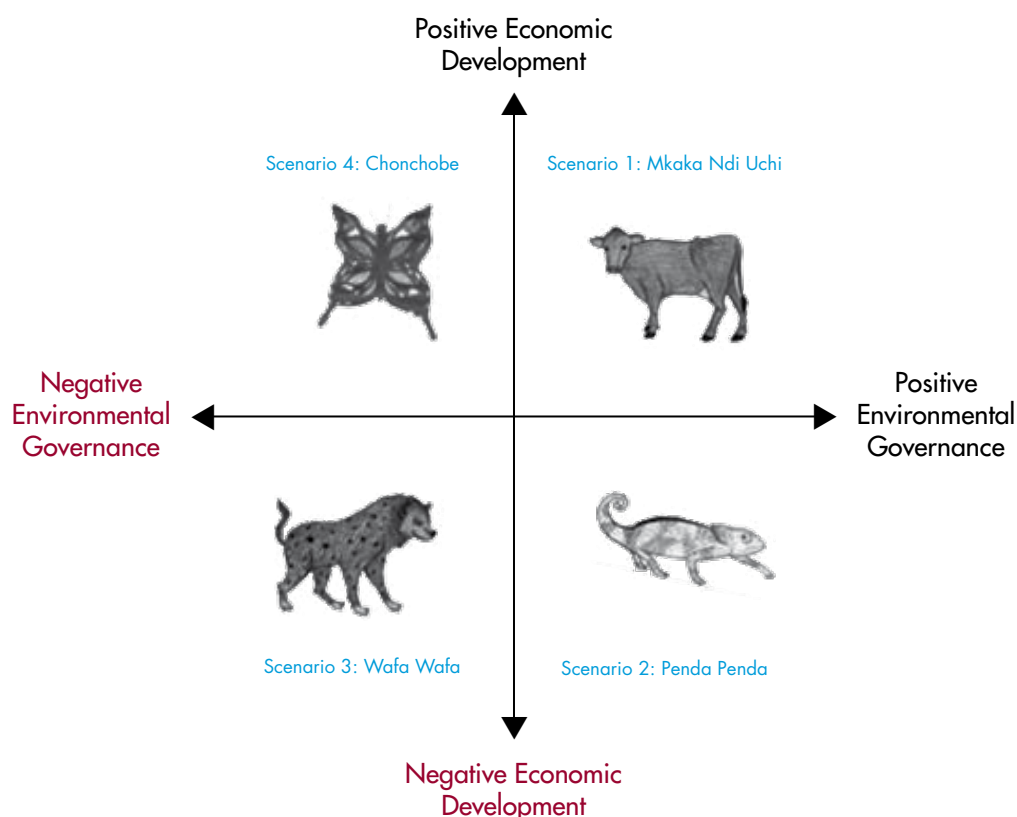 Positive Economic
Development
Scenario 4: Chonchobe
Scenario 1: Mkaka Ndi Uchi
Negative
Environmental
Governance
Positive
Environmental
Governance
Scenario 3: Wafa Wafa
Scenario 2: Penda Penda
Negative Economic
Development